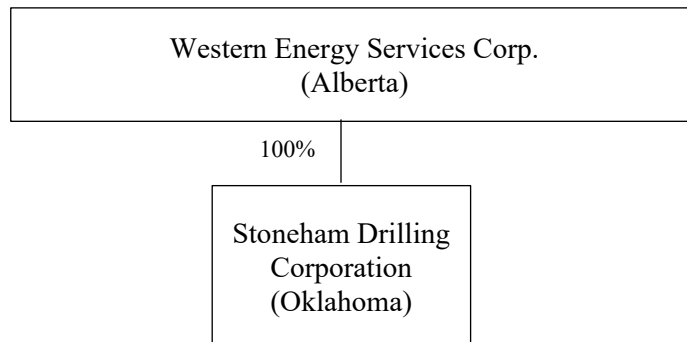 Western Energy Services Corp.
(Alberta)
100%
Stoneham Drilling
Corporation
(Oklahoma)